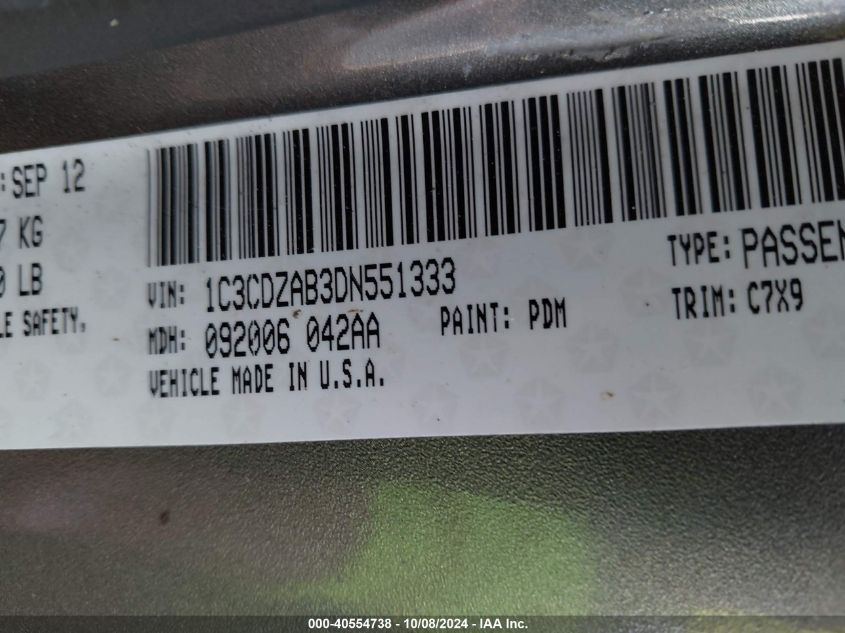 :SEP 12
7 KG
0 LB
LE SAFETY.
VIN: 1C3CDZAB3DN551333
TYPE: PASSEN
MDH: 092006 042AA
PAINT: PDM
TRIM: C7X9
VEHICLE MADE IN U.S.A.
000-40554738 - 10/08/2024 - IAA Inc.